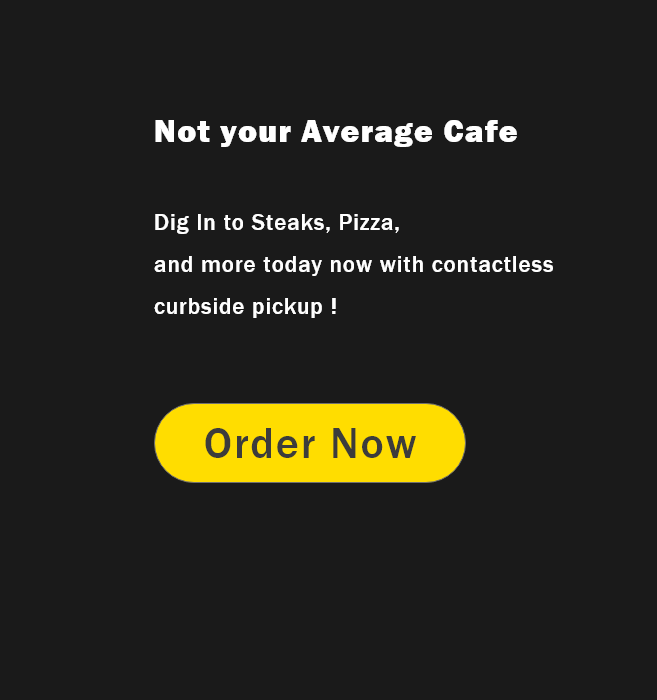 Not your Average Cafe
Dig In to Steaks, Pizza,
and more today now with contactless
curbside pickup !
Order Now